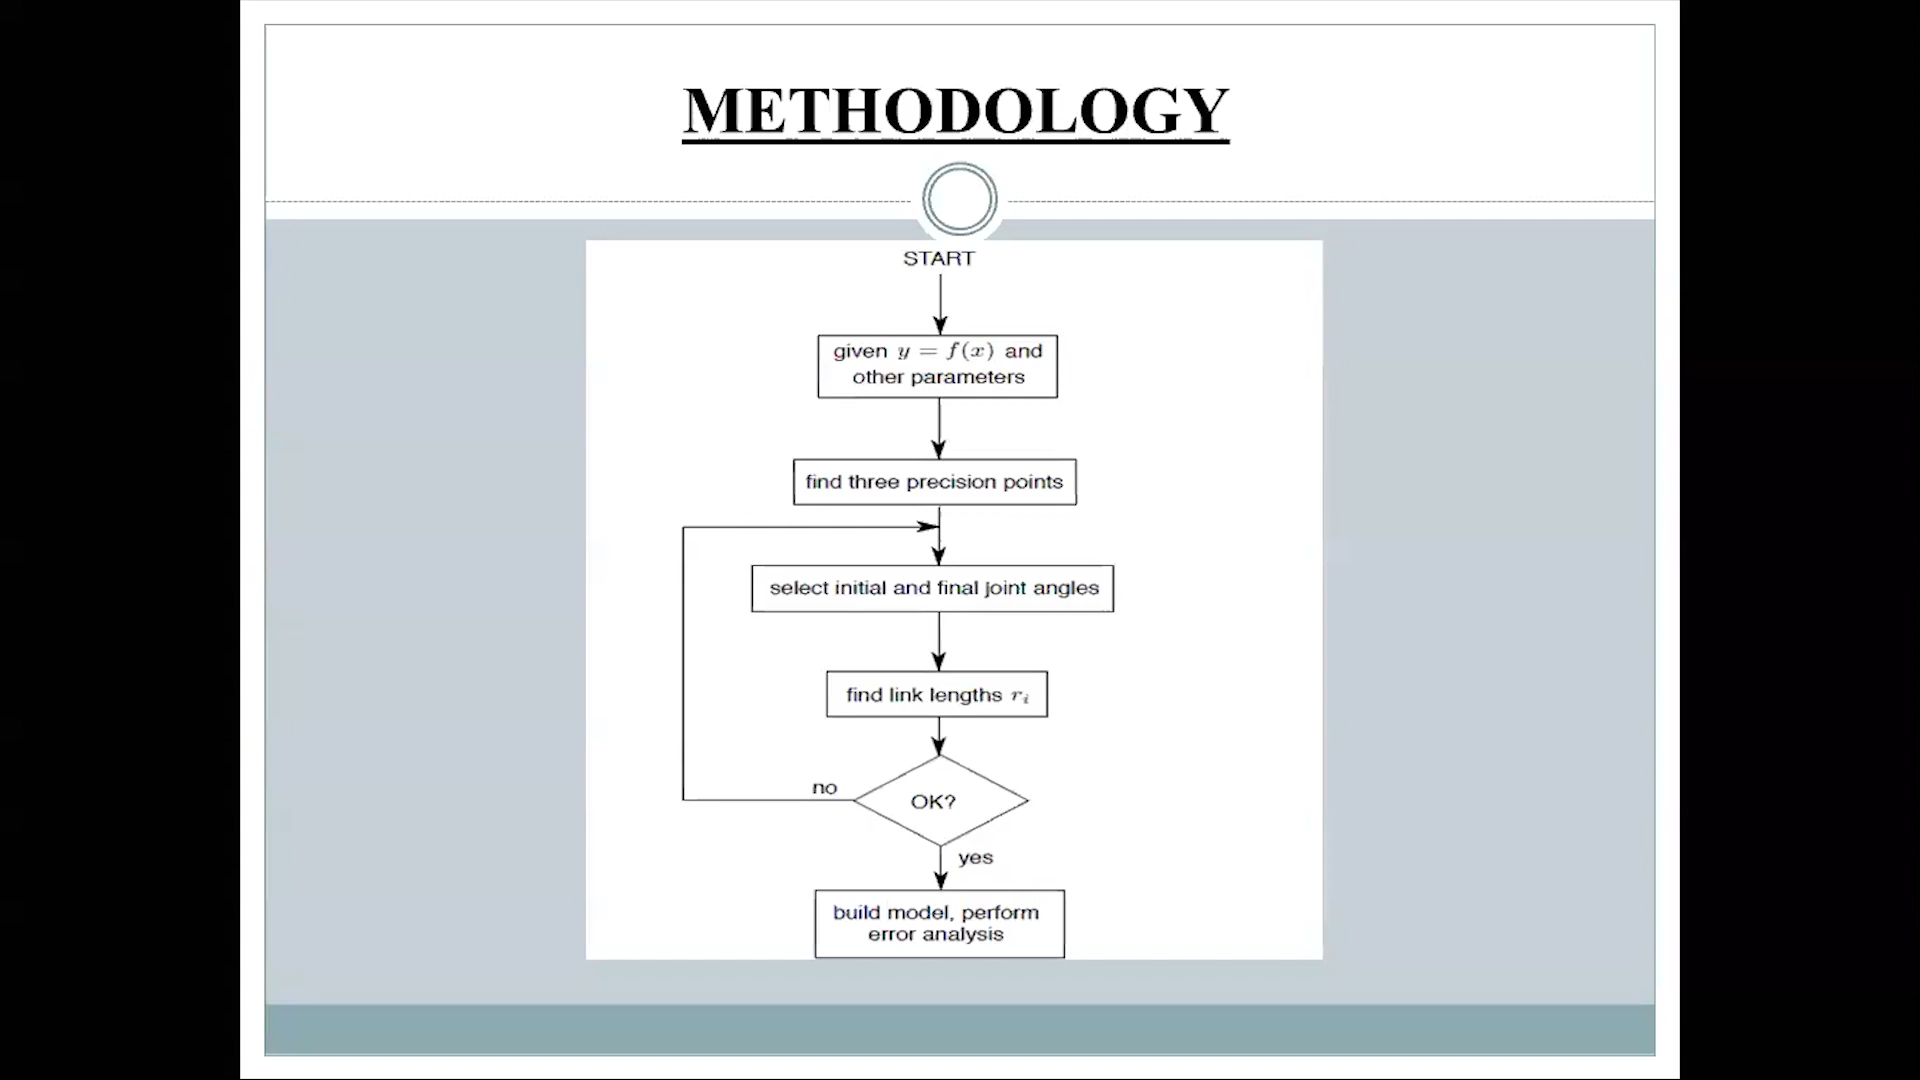 METHODOLOGY
START
given y = f(x) and
other parameters
find three precision points
select initial and final joint angles
find link lengths rᵢ
no
OK?
yes
build model, perform
error analysis